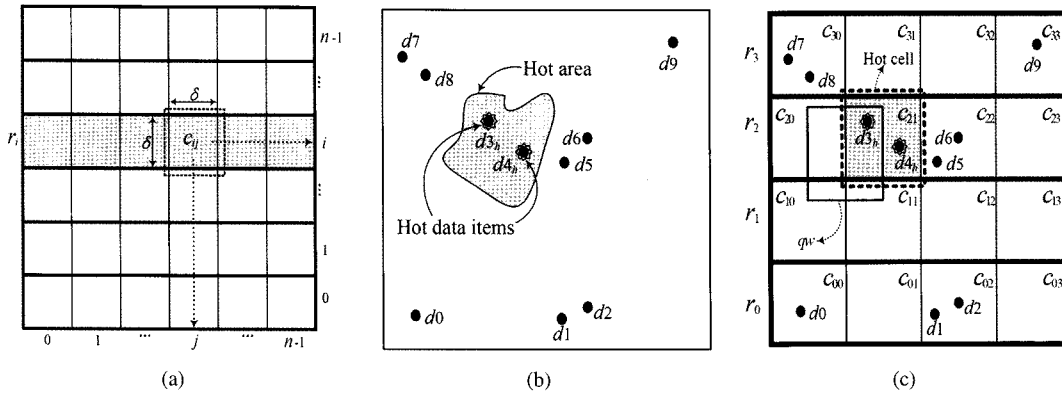 n-1
...
r_i
δ
δ
c_ij
i
...
1
0
0
1
...
j
...
n-1
(a)
d7
d8
Hot area
d9
d3_h
d6
d4_h
d5
Hot data items
d0
d1
d2
(b)
c_30
c_31
c_32
c_33
r_3
d7
d8
Hot cell
d9
r_2
c_20
c_21
c_22
c_23
d3_h
d6
d4_h
d5
r_1
c_10
c_11
c_12
c_13
qw
r_0
c_00
c_01
c_02
c_03
d0
d1
d2
(c)